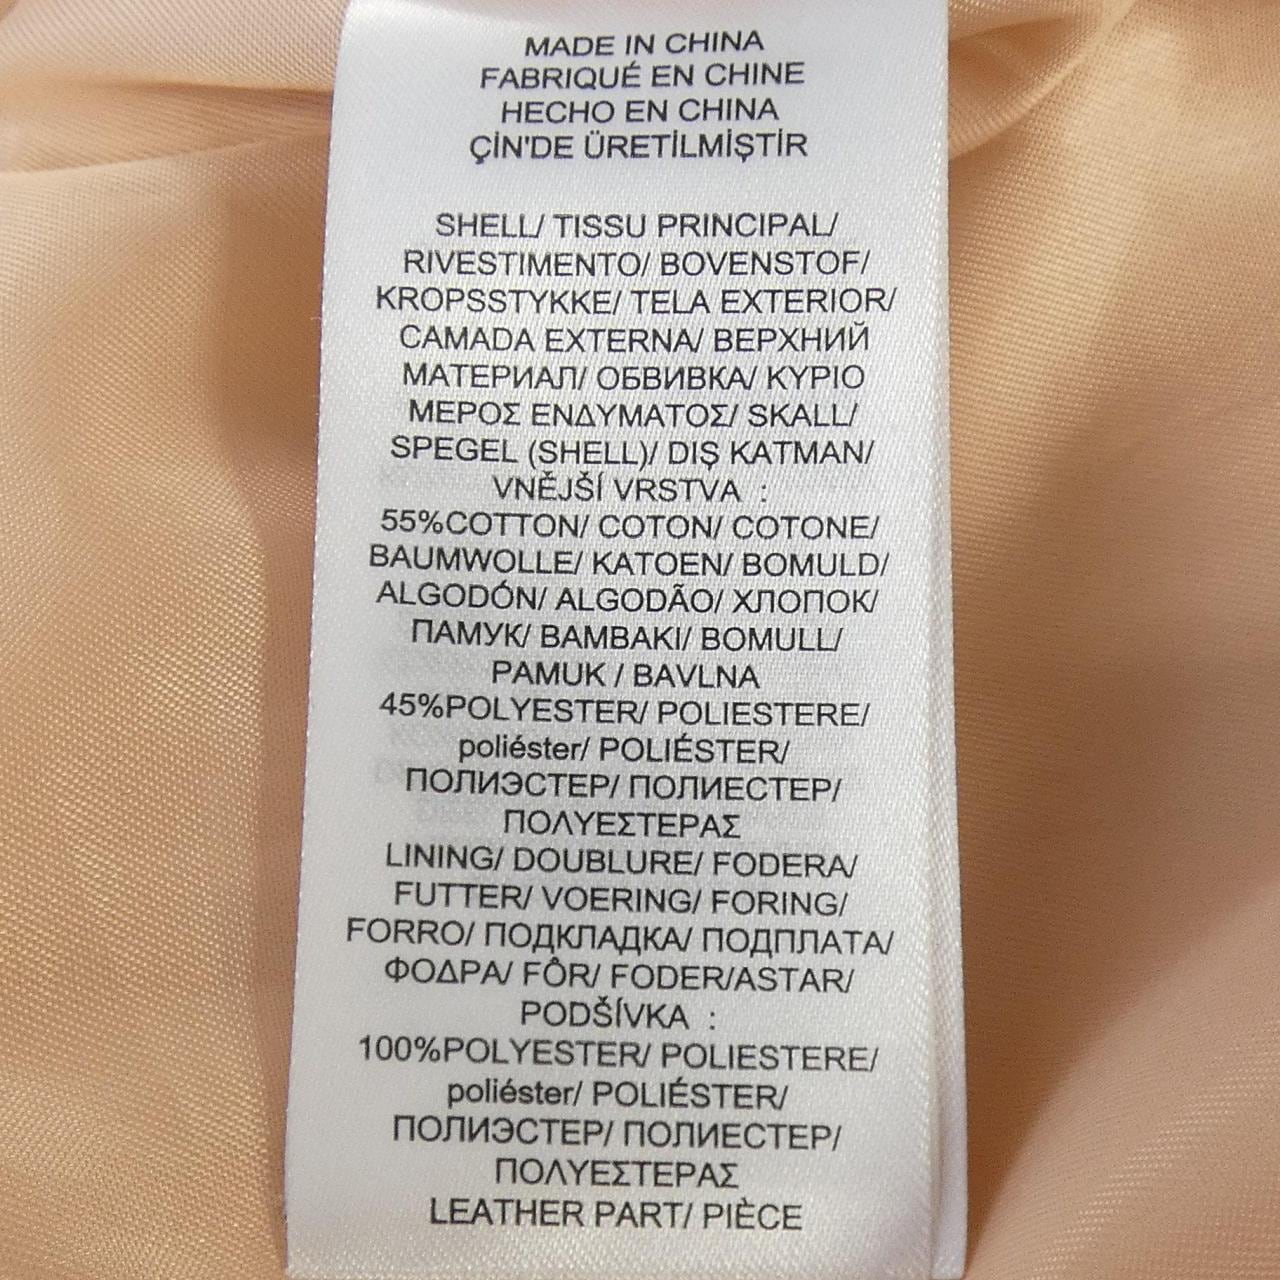 MADE IN CHINA
FABRIQUÉ EN CHINE
HECHO EN CHINA
ÇİN'DE ÜRETİLMİŞTİR
SHELL/ TISSU PRINCIPAL/
RIVESTIMENTO/ BOVENSTOF/
KROPSSTYKKE/ TELA EXTERIOR/
CAMADA EXTERNA/ ВЕРХНИЙ
МАТЕРИАЛ/ ОБВИВКА/ ΚΥΡΙΟ
ΜΕΡΟΣ ΕΝΔΥΜΑΤΟΣ/ SKALL/
SPEGEL (SHELL)/ DIŞ KATMAN/
VNĚJŠÍ VRSTVA :
55%COTTON/ COTON/ COTONE/
BAUMWOLLE/ KATOEN/ BOMULD/
ALGODÓN/ ALGODÃO/ ХЛОПОК/
ПАМУК/ BAMBAKI/ BOMULL/
PAMUK / BAVLNA
45%POLYESTER/ POLIESTERE/
poliéster/ POLIÉSTER/
ПОЛИЭСТЕР/ ПОЛИЕСТЕР/
ΠΟΛΥΕΣΤΕΡΑΣ
LINING/ DOUBLURE/ FODERA/
FUTTER/ VOERING/ FORING/
FORRO/ ПОДКЛАДКА/ ПОДПЛАТА/
ΦΟΔΡΑ/ FÔR/ FODER/ASTAR/
PODŠÍVKA :
100%POLYESTER/ POLIESTERE/
poliéster/ POLIÉSTER/
ПОЛИЭСТЕР/ ПОЛИЕСТЕР/
ΠΟΛΥΕΣΤΕΡΑΣ
LEATHER PART/ PIÈCE